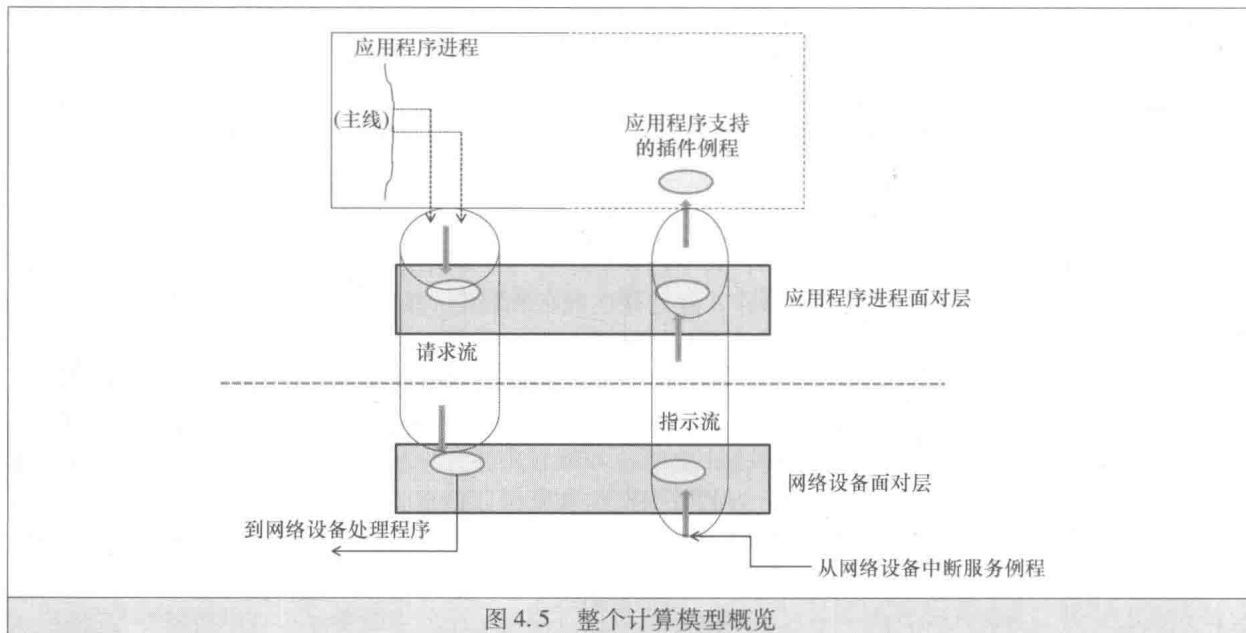 应用程序进程
(主线)
应用程序支持
的插件例程
应用程序进程面对层
请求流
指示流
网络设备面对层
到网络设备处理程序
从网络设备中断服务例程
图4.5 整个计算模型概览